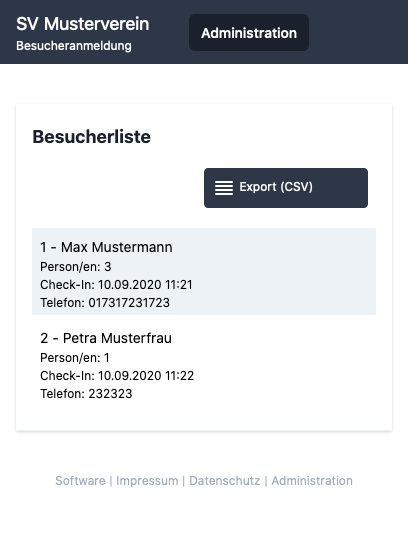 SV Musterverein
Besucheranmeldung
Administration
Besucherliste
Export (CSV)
1 - Max Mustermann
Person/en: 3
Check-In: 10.09.2020 11:21
Telefon: 017317231723
2 - Petra Musterfrau
Person/en: 1
Check-In: 10.09.2020 11:22
Telefon: 232323
Software | Impressum | Datenschutz | Administration